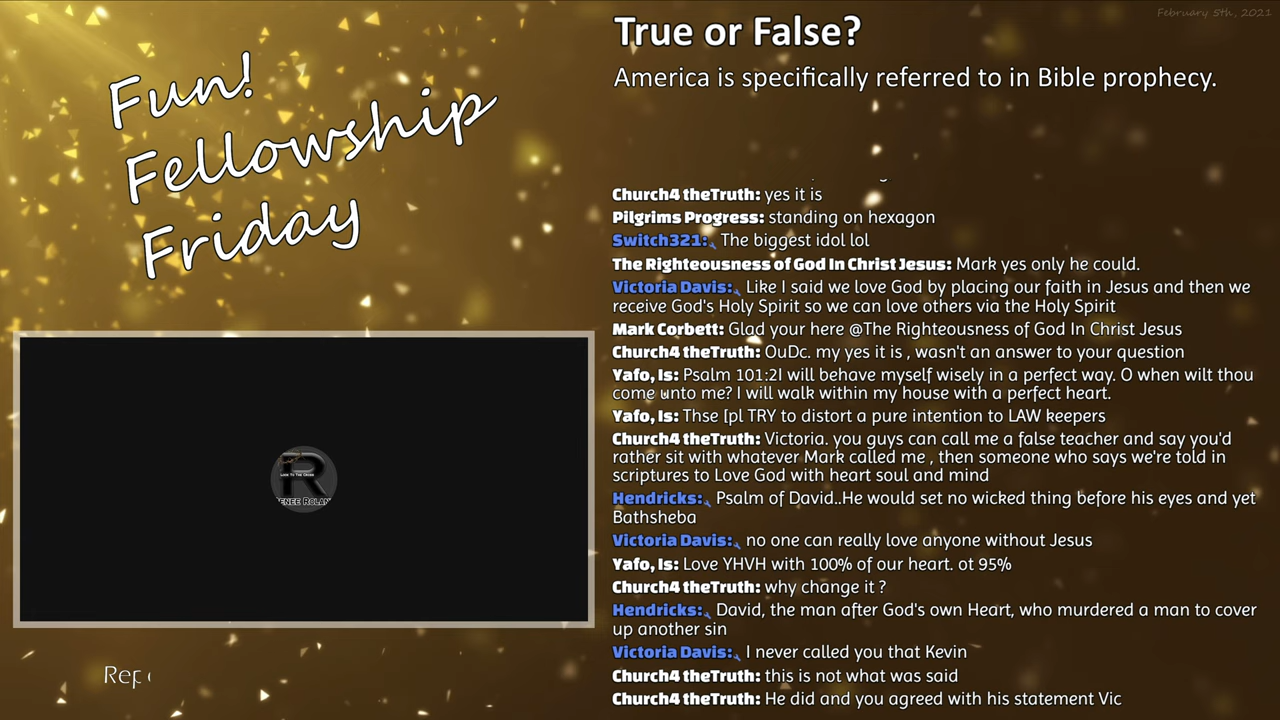 February 5th, 2021
True or False?
America is specifically referred to in Bible prophecy.
Fun!
Fellowship
Friday
Church4 theTruth: yes it is
Pilgrims Progress: standing on hexagon
Switch321: The biggest idol lol
The Righteousness of God In Christ Jesus: Mark yes only he could.
Victoria Davis: Like I said we love God by placing our faith in Jesus and then we
receive God's Holy Spirit so we can love others via the Holy Spirit
Mark Corbett: Glad your here @The Righteousness of God In Christ Jesus
Church4 theTruth: OuDc. my yes it is , wasn't an answer to your question
Yafo, Is: Psalm 101:2I will behave myself wisely in a perfect way. O when wilt thou
come unto me? I will walk within my house with a perfect heart.
Yafo, Is: Thse [pl TRY to distort a pure intention to LAW keepers
Church4 theTruth: Victoria. you guys can call me a false teacher and say you'd
rather sit with whatever Mark called me , then someone who says we're told in
scriptures to Love God with heart soul and mind
Hendricks: Psalm of David..He would set no wicked thing before his eyes and yet
Bathsheba
Victoria Davis: no one can really love anyone without Jesus
Yafo, Is: Love YHVH with 100% of our heart. ot 95%
Church4 theTruth: why change it ?
Hendricks: David, the man after God's own Heart, who murdered a man to cover
up another sin
Victoria Davis: I never called you that Kevin
Church4 theTruth: this is not what was said
Church4 theTruth: He did and you agreed with his statement Vic
R
LOOK TO THE CROSS
Rep